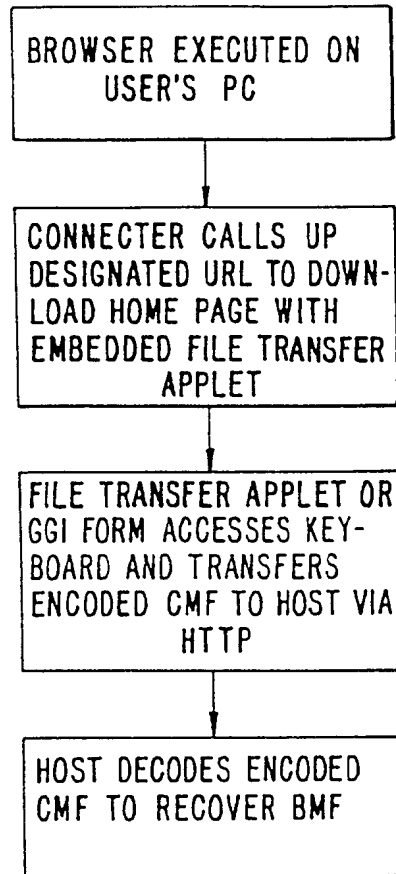 BROWSER EXECUTED ON
USER'S PC
CONNECTER CALLS UP
DESIGNATED URL TO DOWN-
LOAD HOME PAGE WITH
EMBEDDED FILE TRANSFER
APPLET
FILE TRANSFER APPLET OR
GGI FORM ACCESSES KEY-
BOARD AND TRANSFERS
ENCODED CMF TO HOST VIA
HTTP
HOST DECODES ENCODED
CMF TO RECOVER BMF